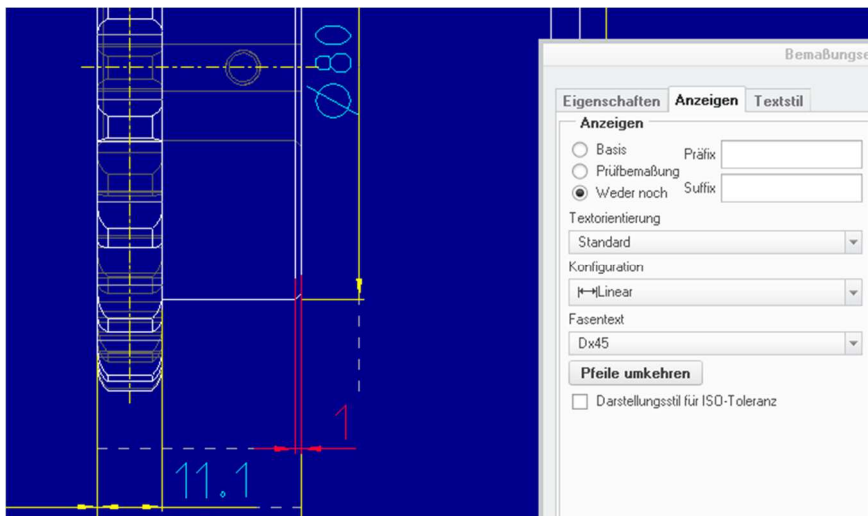 Ø80
1
11.1
Bemaßungse
Eigenschaften Anzeigen Textstil
Anzeigen
Basis
Präfix
Prüfbemaßung
Weder noch
Suffix
Textorientierung
Standard
Konfiguration
Linear
Fasentext
Dx45
Pfeile umkehren
Darstellungsstil für ISO-Toleranz